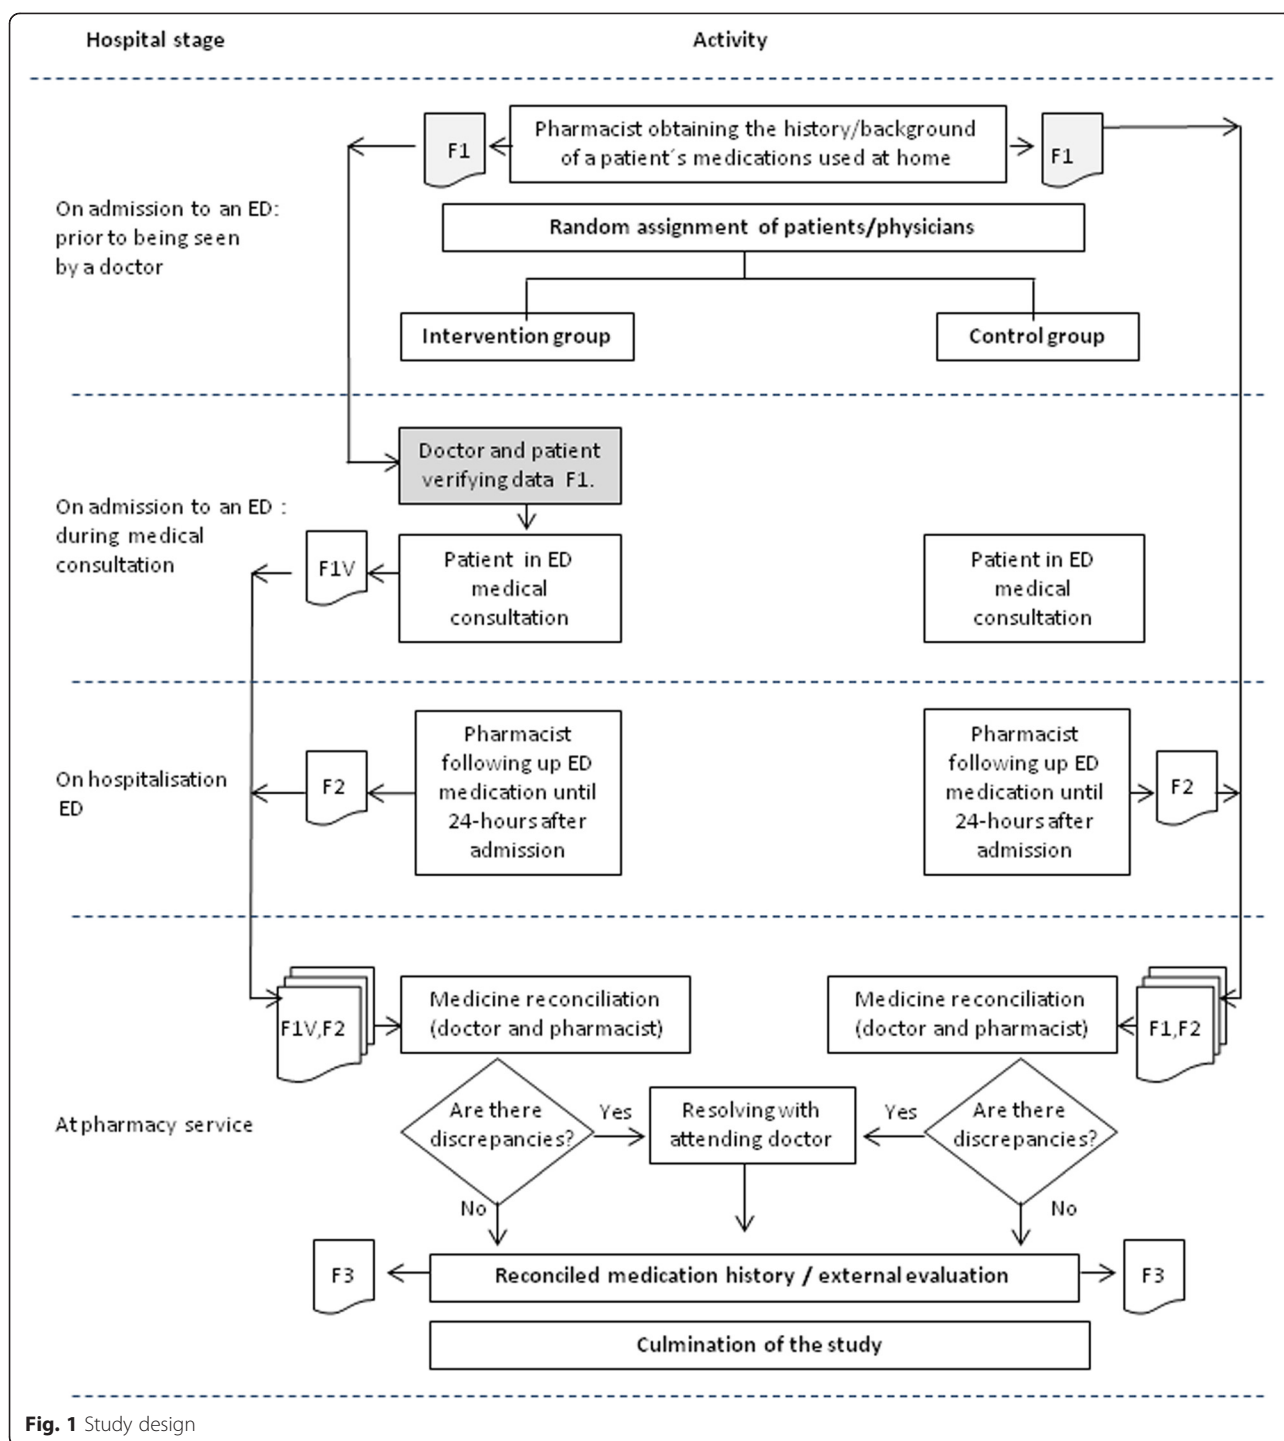 Hospital stage
Activity
F1
Pharmacist obtaining the history/background
of a patient´s medications used at home
F1
On admission to an ED:
prior to being seen
by a doctor
Random assignment of patients/physicians
Intervention group
Control group
Doctor and patient
verifying data F1.
On admission to an ED :
during medical
consultation
F1V
Patient in ED
medical
consultation
Patient in ED
medical
consultation
On hospitalisation
ED
F2
Pharmacist
following up ED
medication until
24-hours after
admission
Pharmacist
following up ED
medication until
24-hours after
admission
F2
F1V,F2
Medicine reconciliation
(doctor and pharmacist)
Medicine reconciliation
(doctor and pharmacist)
F1,F2
At pharmacy service
Are there
discrepancies?
Yes
Resolving with
attending doctor
Yes
Are there
discrepancies?
No
No
F3
Reconciled medication history / external evaluation
F3
Culmination of the study
Fig. 1 Study design